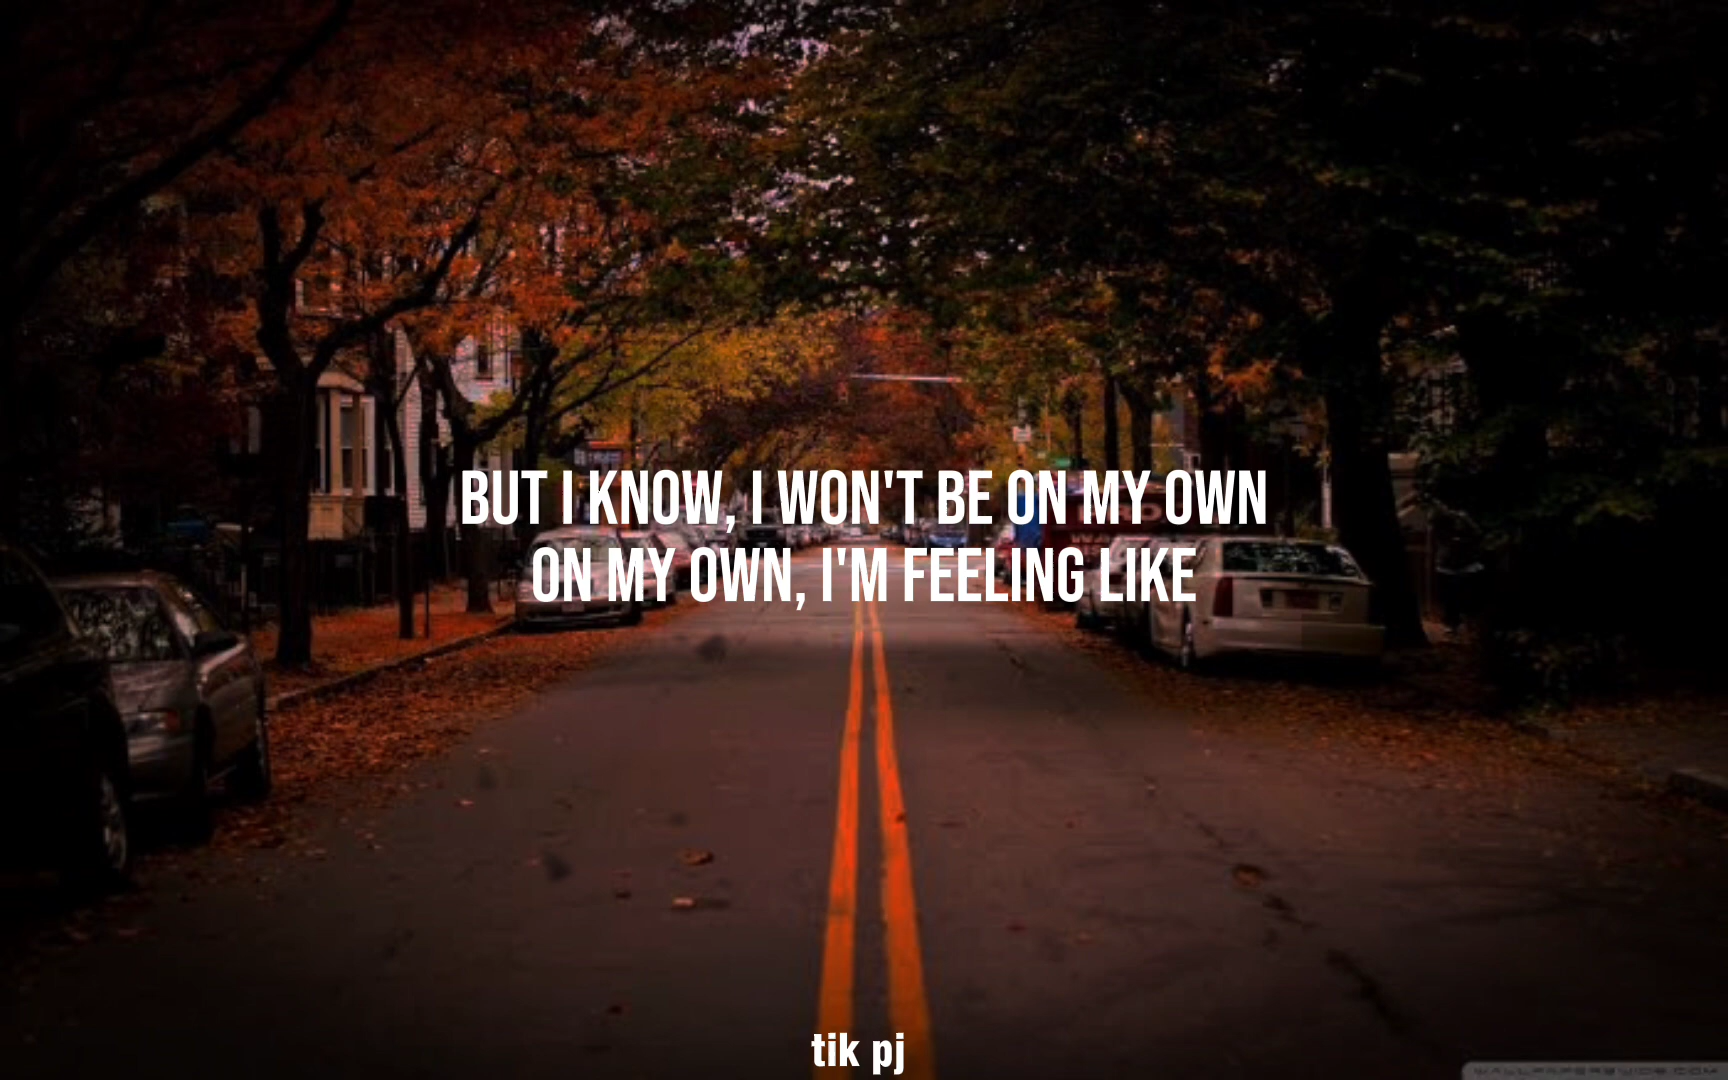 BUT I KNOW, I WON'T BE ON MY OWN
ON MY OWN, I'M FEELING LIKE
tik pj